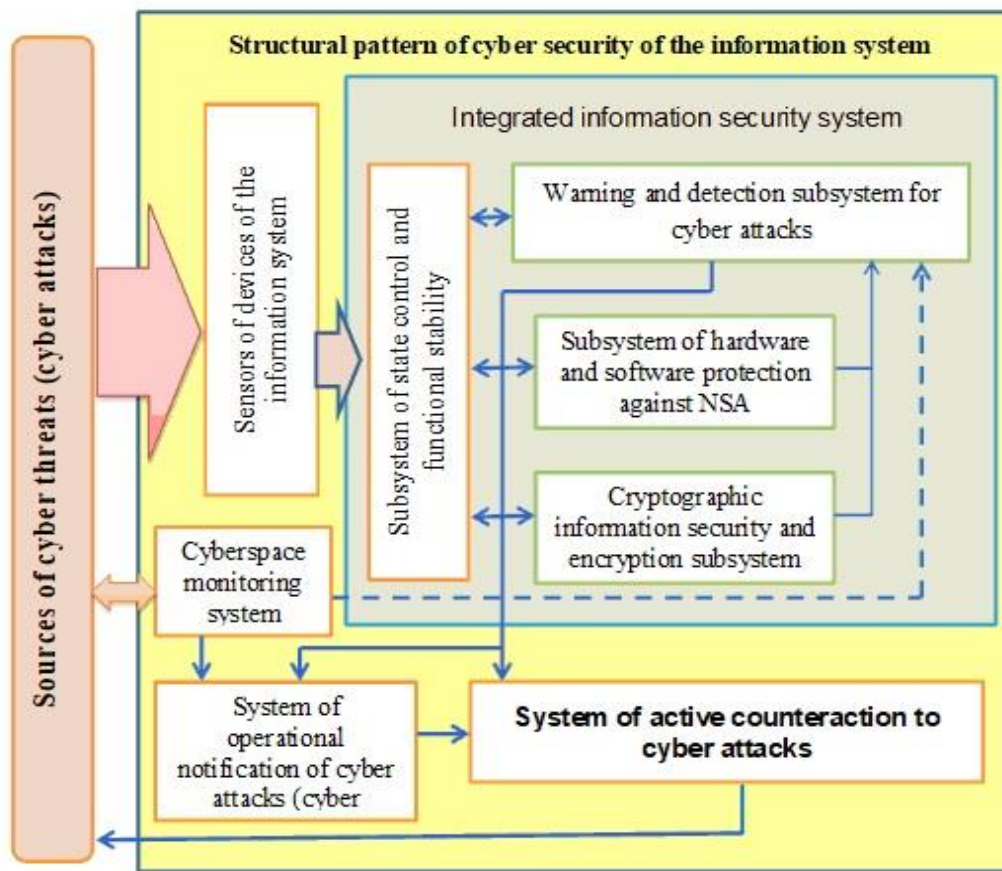 Structural pattern of cyber security of the information system
Sources of cyber threats (cyber attacks)
Sensors of devices of the
information system
Integrated information security system
Subsystem of state control and
functional stability
Warning and detection subsystem for
cyber attacks
Subsystem of hardware
and software protection
against NSA
Cryptographic
information security and
encryption subsystem
Cyberspace
monitoring
system
System of
operational
notification of cyber
attacks (cyber
System of active counteraction to
cyber attacks